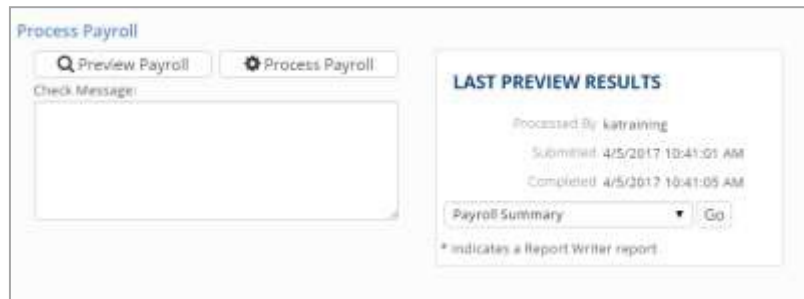 Process Payroll
Preview Payroll Process Payroll
Check Message:
LAST PREVIEW RESULTS
Processed By katraining
Submitted 4/5/2017 10:41:01 AM
Completed 4/5/2017 10:41:05 AM
Payroll Summary Go
* indicates a Report Writer report